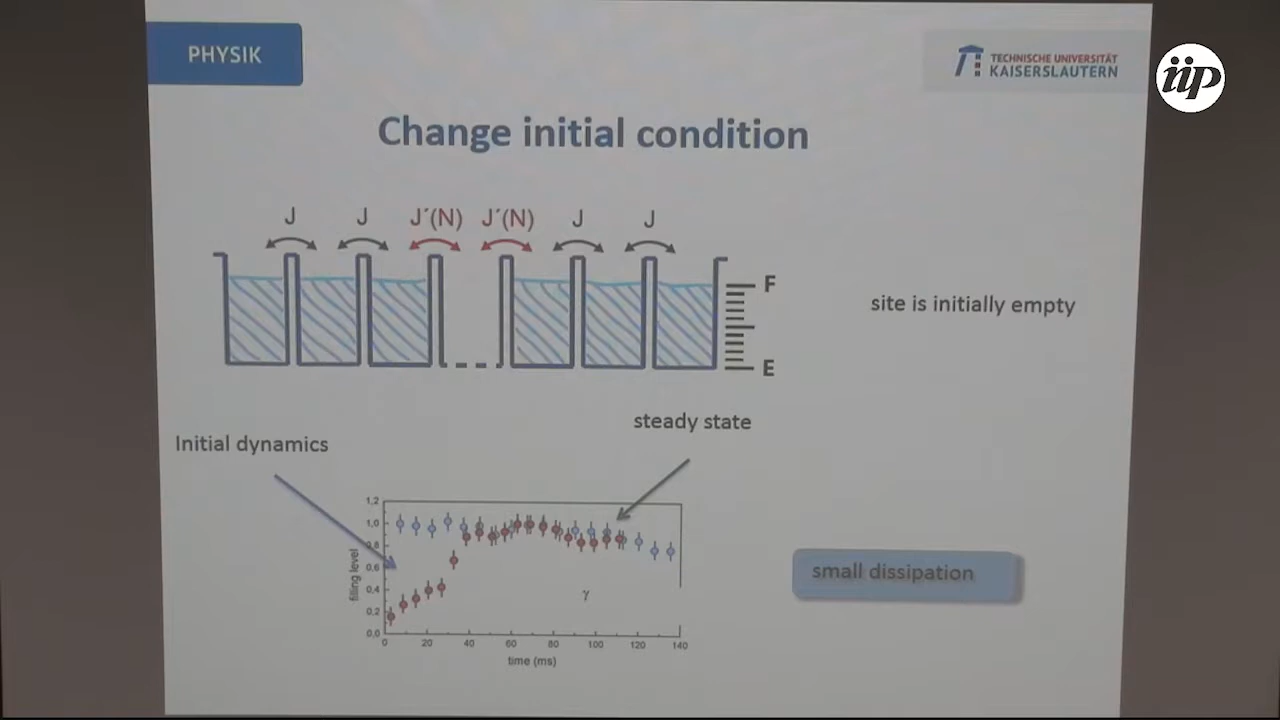 PHYSIK
TECHNISCHE UNIVERSITÄT
KAISERSLAUTERN
iip
Change initial condition
J J J´(N) J´(N) J J
F
site is initially empty
E
steady state
Initial dynamics
1,2
1,0
0,8
0,6
0,4
0,2
0,0
filling level
γ
0 20 40 60 80 100 120 140
time (ms)
small dissipation